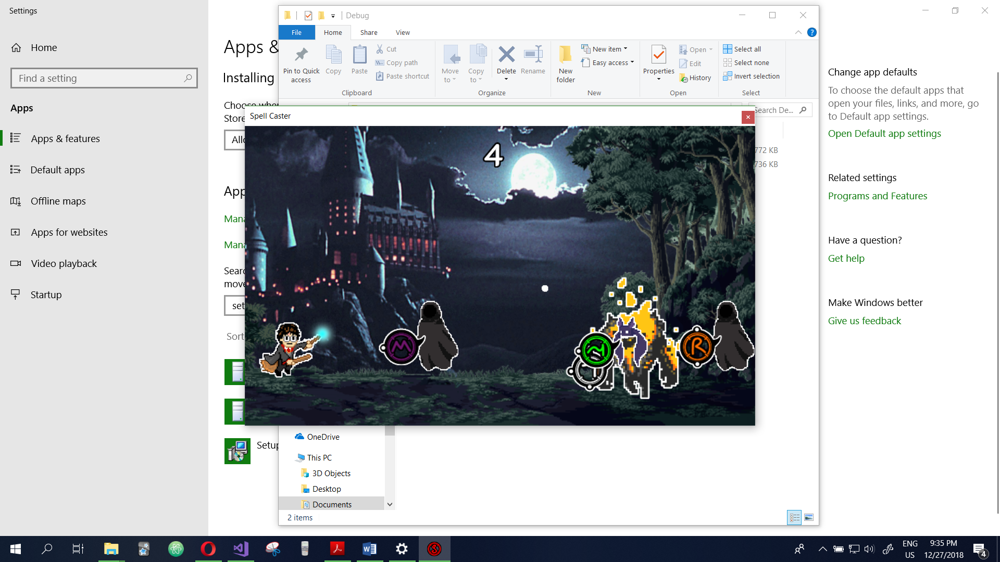 Settings
Home
Find a setting
Apps
Apps & features
Default apps
Offline maps
Apps for websites
Video playback
Startup
Apps &
Installing
Store
Mana
Mana
Sort
Setup
Debug
File
Home
Share
View
Pin to Quick access
Copy
Paste
Cut
Copy path
Paste shortcut
Clipboard
Move to
Copy to
Delete
Rename
Organize
New folder
New item
Easy access
New
Properties
Open
Edit
History
Open
Select all
Select none
Invert selection
Select
Search De...
772 KB
736 KB
Spell Caster
4
M
N
R
OneDrive
This PC
3D Objects
Desktop
Documents
2 items
Change app defaults
To choose the default apps that
open your files, links, and more, go
to Default app settings.
Open Default app settings
Related settings
Programs and Features
Have a question?
Get help
Make Windows better
Give us feedback
ENG
US
9:35 PM
12/27/2018
4